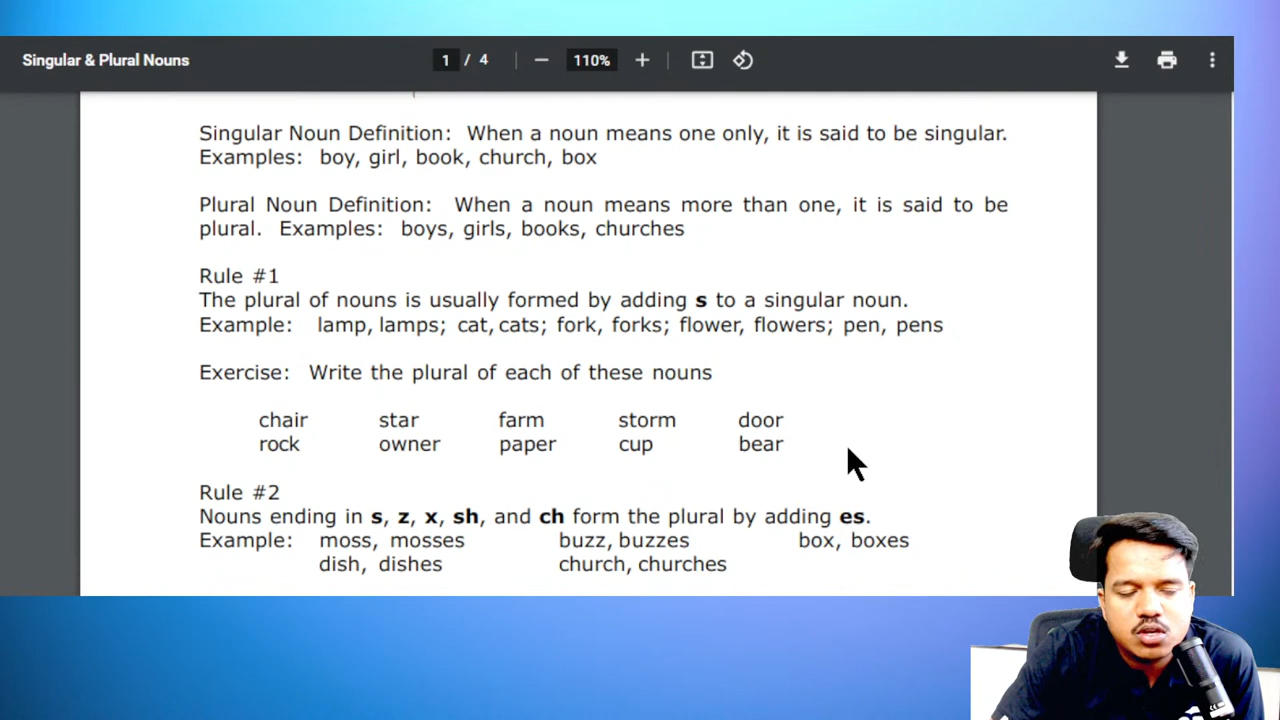 Singular & Plural Nouns 1 / 4 110%
Singular Noun Definition: When a noun means one only, it is said to be singular.
Examples: boy, girl, book, church, box
Plural Noun Definition: When a noun means more than one, it is said to be
plural. Examples: boys, girls, books, churches
Rule #1
The plural of nouns is usually formed by adding s to a singular noun.
Example: lamp, lamps; cat, cats; fork, forks; flower, flowers; pen, pens
Exercise: Write the plural of each of these nouns
chair star farm storm door
rock owner paper cup bear
Rule #2
Nouns ending in s, z, x, sh, and ch form the plural by adding es.
Example: moss, mosses buzz, buzzes box, boxes
dish, dishes church, churches